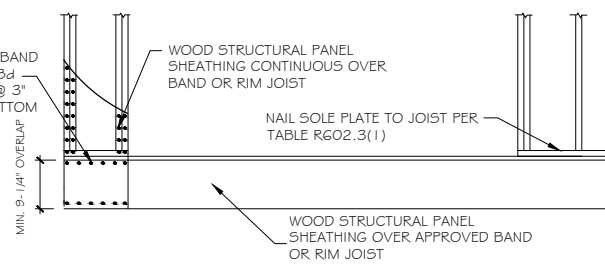 BAND
8d
@ 3"
TTOM
WOOD STRUCTURAL PANEL
SHEATHING CONTINUOUS OVER
BAND OR RIM JOIST
NAIL SOLE PLATE TO JOIST PER
TABLE R602.3(1)
MIN. 9-1/4" OVERLAP
WOOD STRUCTURAL PANEL
SHEATHING OVER APPROVED BAND
OR RIM JOIST